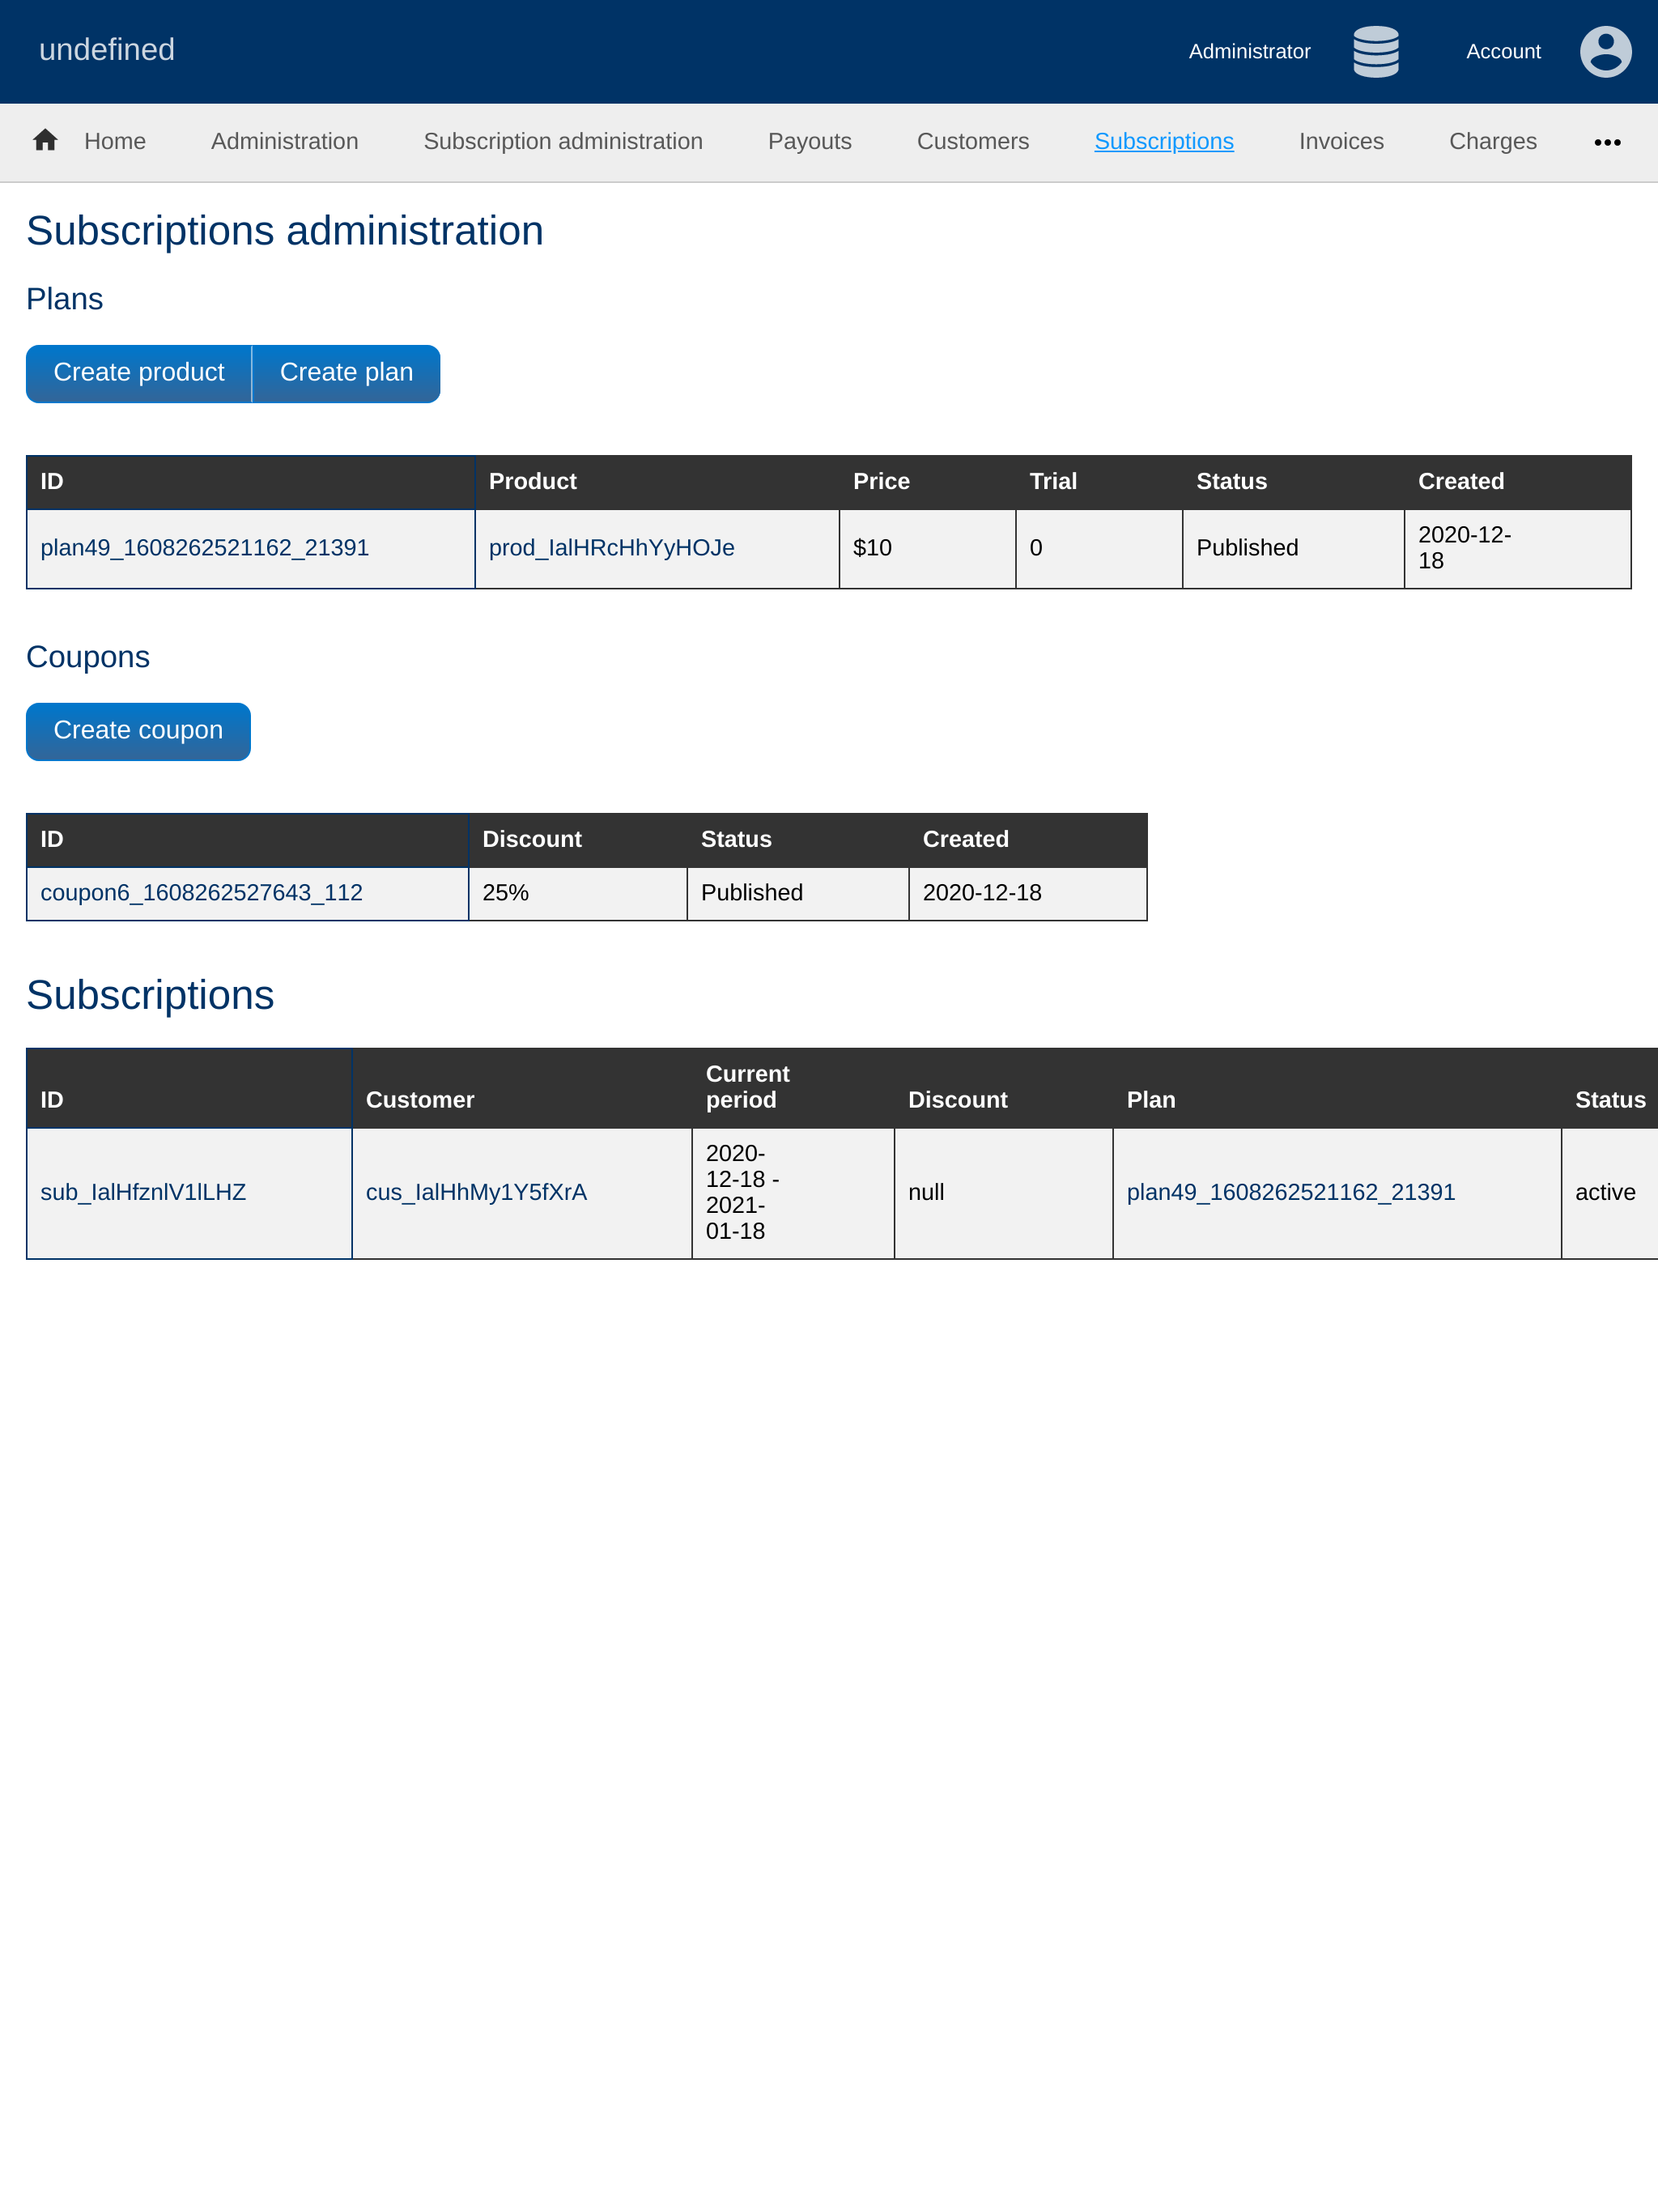 undefined
Administrator
Account
Home Administration Subscription administration Payouts Customers Subscriptions Invoices Charges
Subscriptions administration
Plans
Create product Create plan
ID Product Price Trial Status Created
plan49_1608262521162_21391 prod_IalHRcHhYyHOJe $10 0 Published 2020-12-
18
Coupons
Create coupon
ID Discount Status Created
coupon6_1608262527643_112 25% Published 2020-12-18
Subscriptions
ID Customer Current
period Discount Plan Status
sub_IalHfznlV1lLHZ cus_IalHhMy1Y5fXrA 2020-
12-18 -
2021-
01-18 null plan49_1608262521162_21391 active